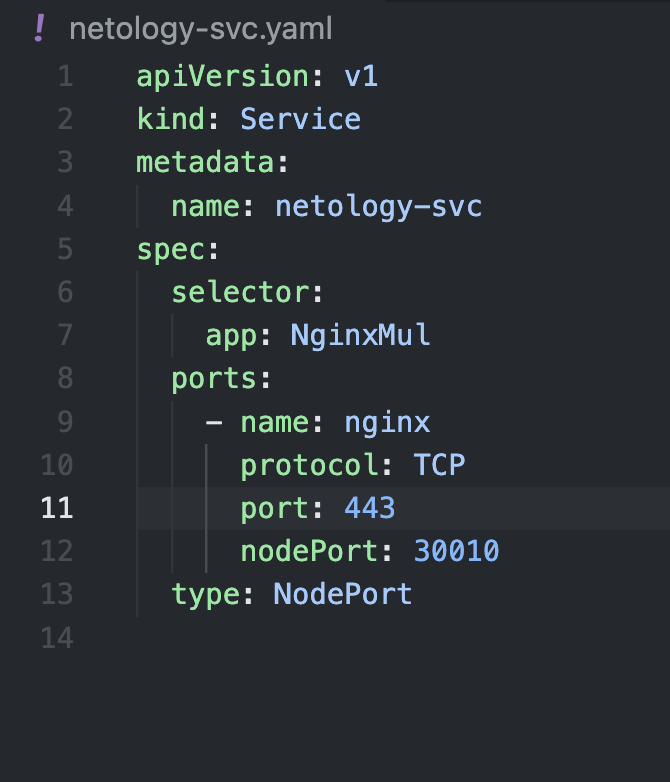 ! netology-svc.yaml
1 apiVersion: v1
2 kind: Service
3 metadata:
4   name: netology-svc
5 spec:
6   selector:
7     app: NginxMul
8   ports:
9     - name: nginx
10       protocol: TCP
11       port: 443
12       nodePort: 30010
13   type: NodePort
14